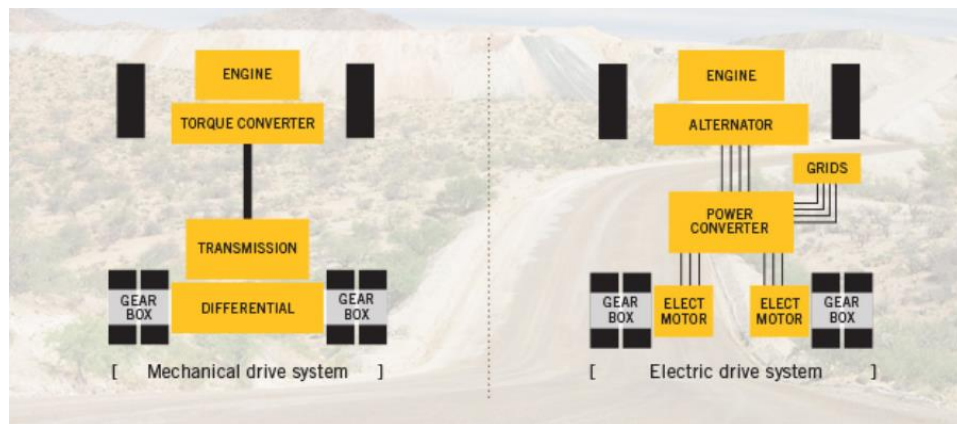 ENGINE
TORQUE CONVERTER
TRANSMISSION
GEAR
BOX
DIFFERENTIAL
GEAR
BOX
[ Mechanical drive system ]
ENGINE
ALTERNATOR
GRIDS
POWER
CONVERTER
GEAR
BOX
ELECT
MOTOR
ELECT
MOTOR
GEAR
BOX
[ Electric drive system ]